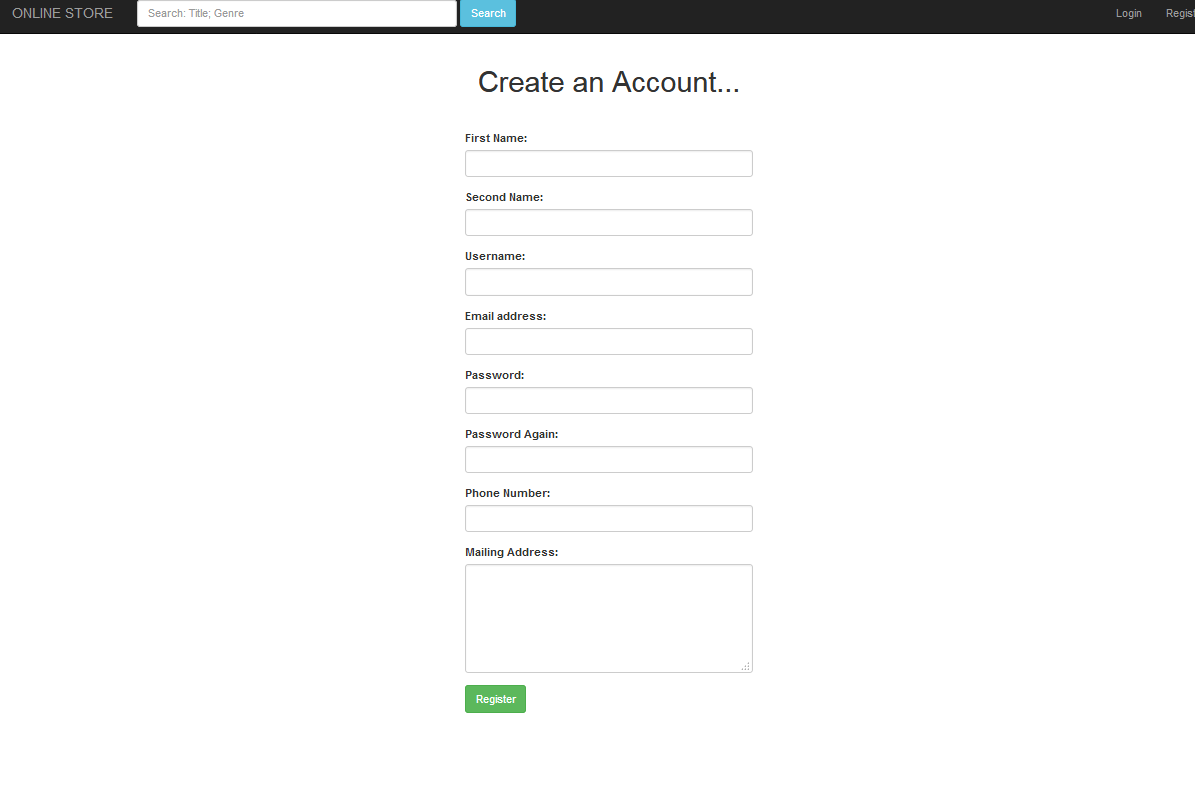 ONLINE STORE Search: Title; Genre Search Login Regist
Create an Account...
First Name:
Second Name:
Username:
Email address:
Password:
Password Again:
Phone Number:
Mailing Address:
Register